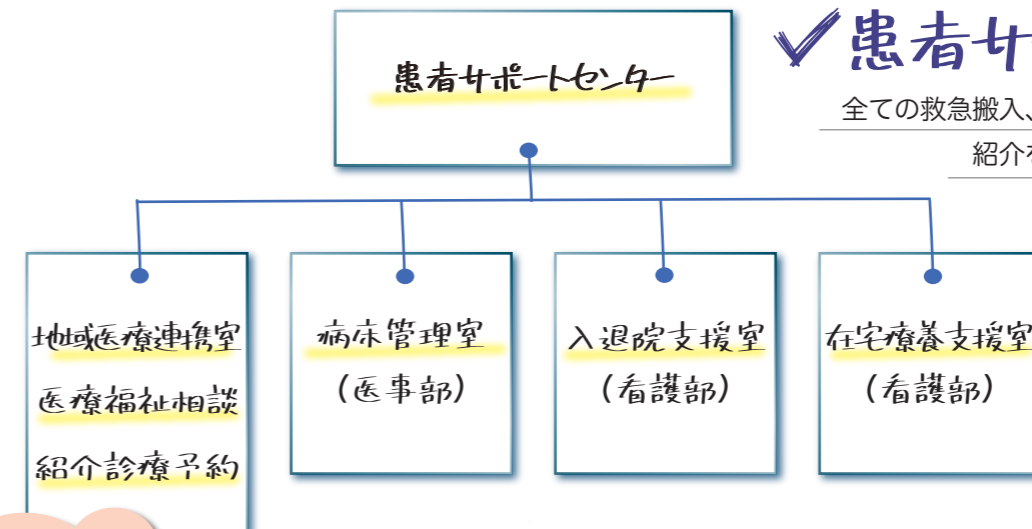 患者サポートセンター
✓患者サ
全ての救急搬入、
紹介を
地域医療連携室
医療福祉相談
紹介診療予約
病床管理室
(医事部)
入退院支援室
(看護部)
在宅療養支援室
(看護部)